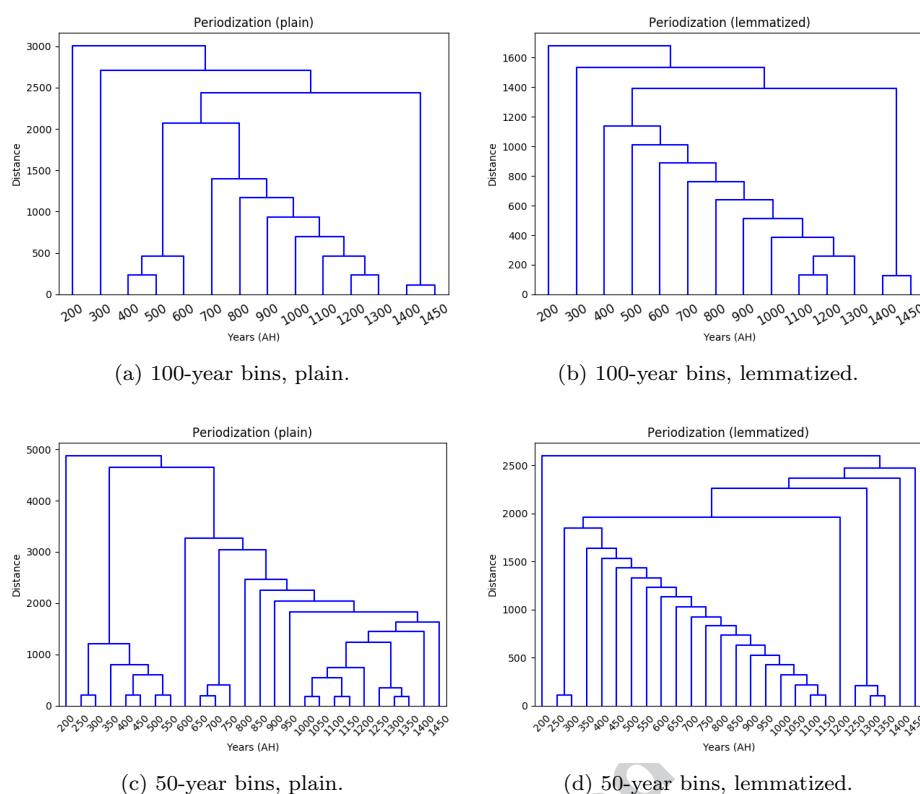 Periodization (plain)
3000
2500
2000
1500
1000
500
0
Distance
200 300 400 500 600 700 800 900 1000 1100 1200 1300 1400 1450
Years (AH)
(a) 100-year bins, plain.
Periodization (lemmatized)
1600
1400
1200
1000
800
600
400
200
0
Distance
200 300 400 500 600 700 800 900 1000 1100 1200 1300 1400 1450
Years (AH)
(b) 100-year bins, lemmatized.
Periodization (plain)
5000
4000
3000
2000
1000
0
Distance
200 250 300 350 400 450 500 550 600 650 700 750 800 850 900 950 1000 1050 1100 1150 1200 1250 1300 1350 1400 1450
Years (AH)
(c) 50-year bins, plain.
Periodization (lemmatized)
2500
2000
1500
1000
500
0
Distance
200 250 300 350 400 450 500 550 600 650 700 750 800 850 900 950 1000 1050 1100 1150 1200 1250 1300 1350 1400 1450
Years (AH)
(d) 50-year bins, lemmatized.